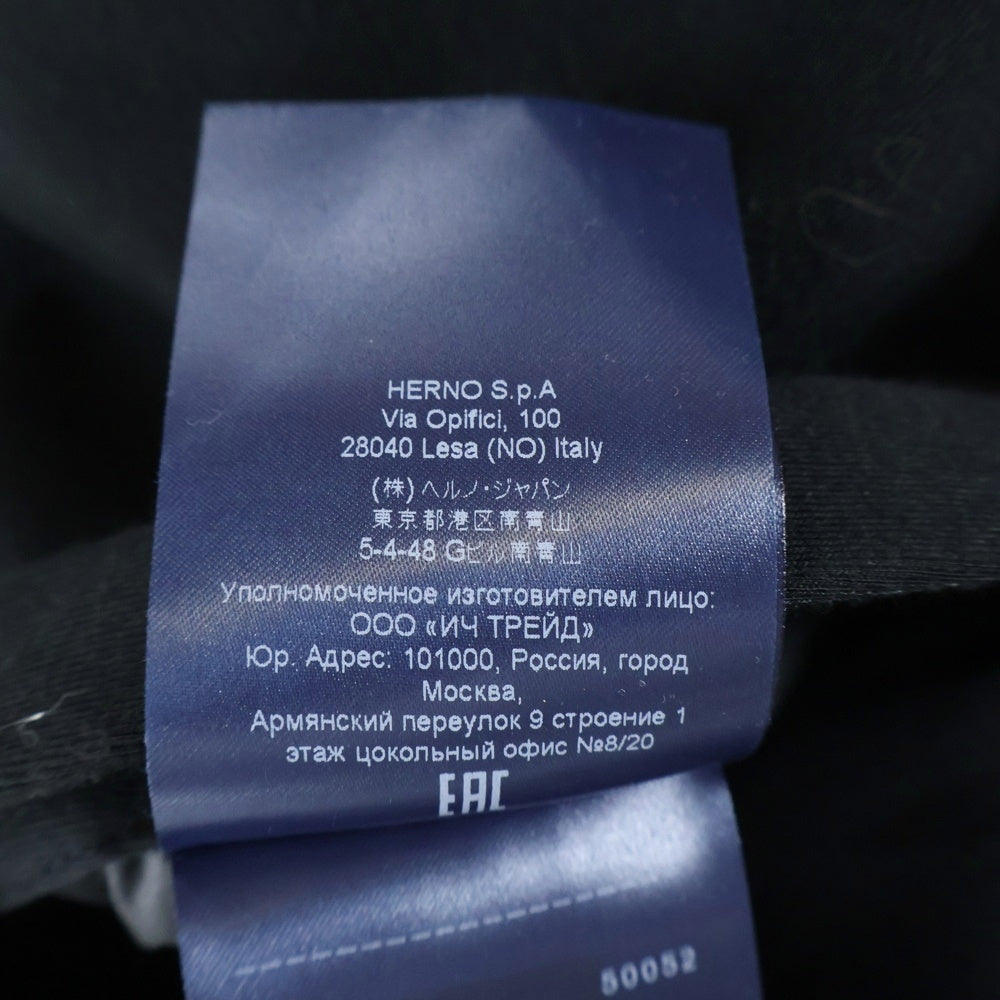 HERNO S.p.A
Via Opifici, 100
28040 Lesa (NO) Italy
(株)ヘルノ・ジャパン
東京都港区南青山
5-4-48 Gビル南青山
Уполномоченное изготовителем лицо:
ООО «ИЧ ТРЕЙД»
Юр. Адрес: 101000, Россия, город
Москва,
Армянский переулок 9 строение 1
этаж цокольный офис №8/20
EAC
50052